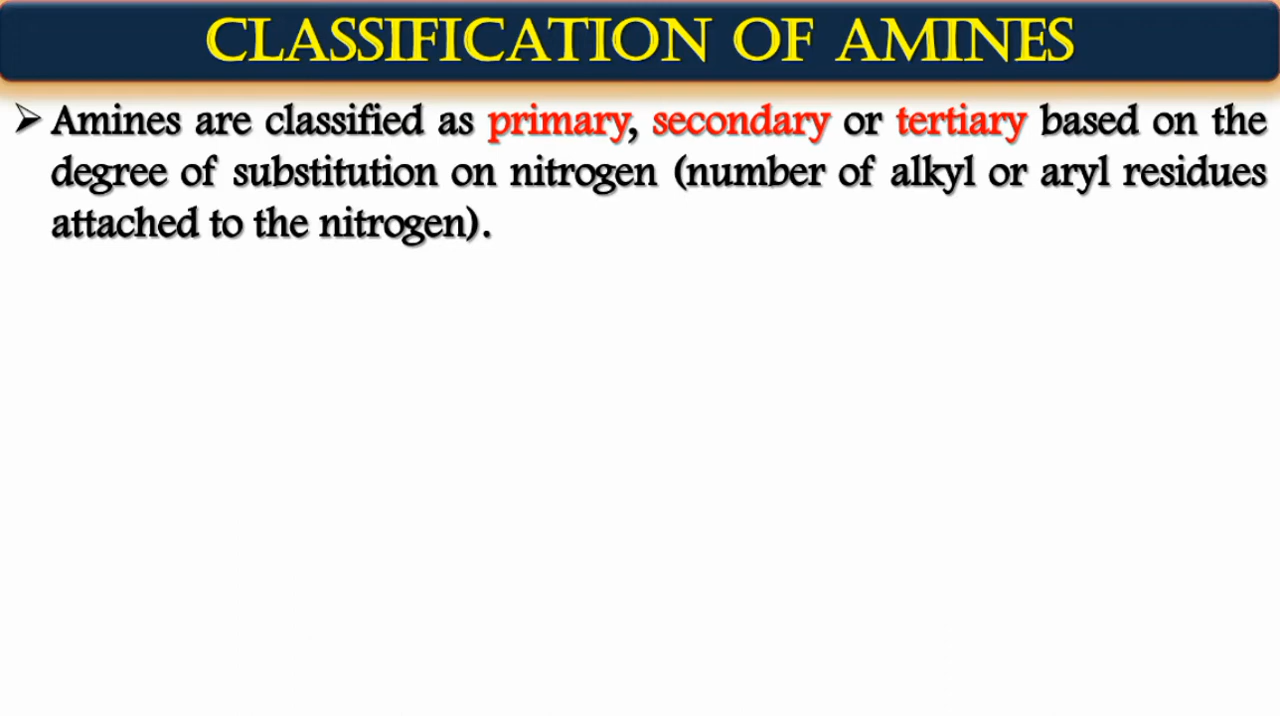 CLASSIFICATION OF AMINES
➢ Amines are classified as primary, secondary or tertiary based on the
degree of substitution on nitrogen (number of alkyl or aryl residues
attached to the nitrogen).